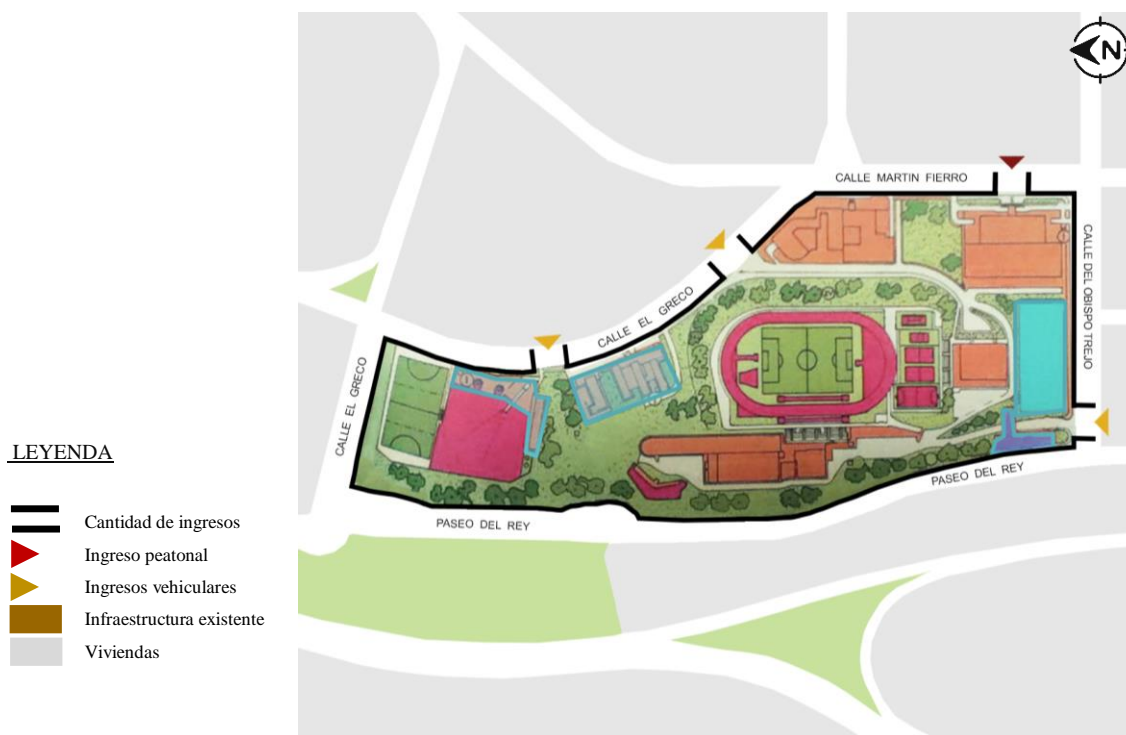 N
CALLE MARTIN FIERRO
CALLE DEL OBISPO TREJO
CALLE EL GRECO
CALLE EL GRECO
LEYENDA
PASEO DEL REY
PASEO DEL REY
Cantidad de ingresos
Ingreso peatonal
Ingresos vehiculares
Infraestructura existente
Viviendas